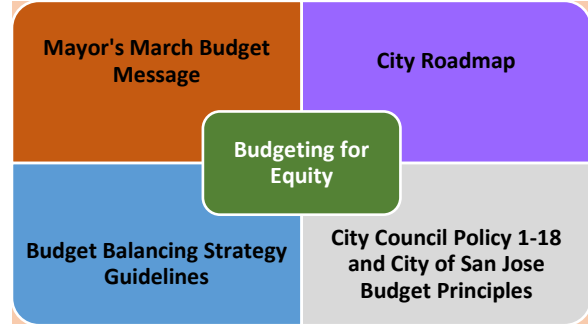 Mayor's March Budget
Message
City Roadmap
Budgeting for
Equity
Budget Balancing Strategy
Guidelines
City Council Policy 1-18
and City of San Jose
Budget Principles